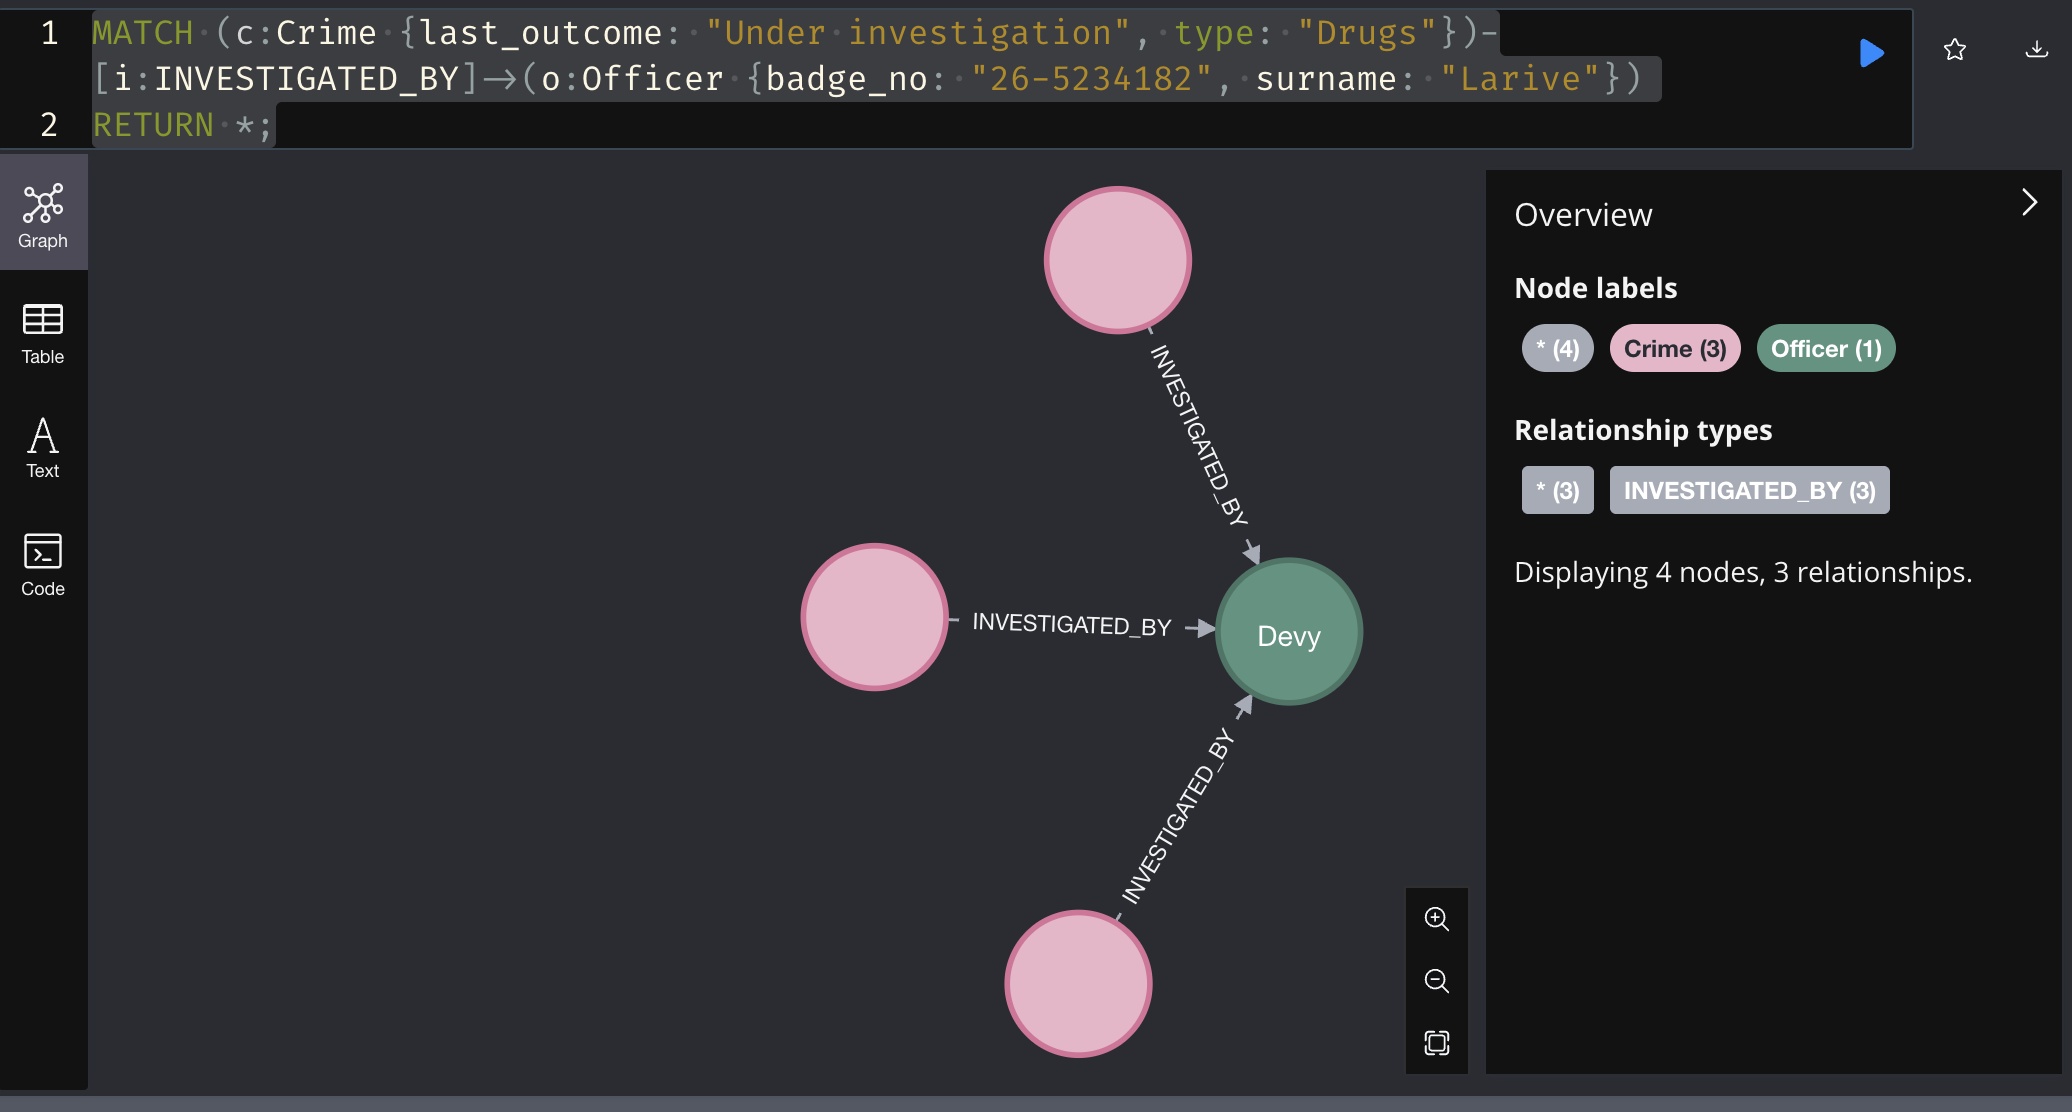 1 MATCH (c:Crime {last_outcome: "Under investigation", type: "Drugs"})-
[i:INVESTIGATED_BY]->(o:Officer {badge_no: "26-5234182", surname: "Larive"})
2 RETURN *;
Graph
Table
Text
Code
INVESTIGATED_BY
INVESTIGATED_BY
Devy
INVESTIGATED_BY
Overview
Node labels
* (4) Crime (3) Officer (1)
Relationship types
* (3) INVESTIGATED_BY (3)
Displaying 4 nodes, 3 relationships.